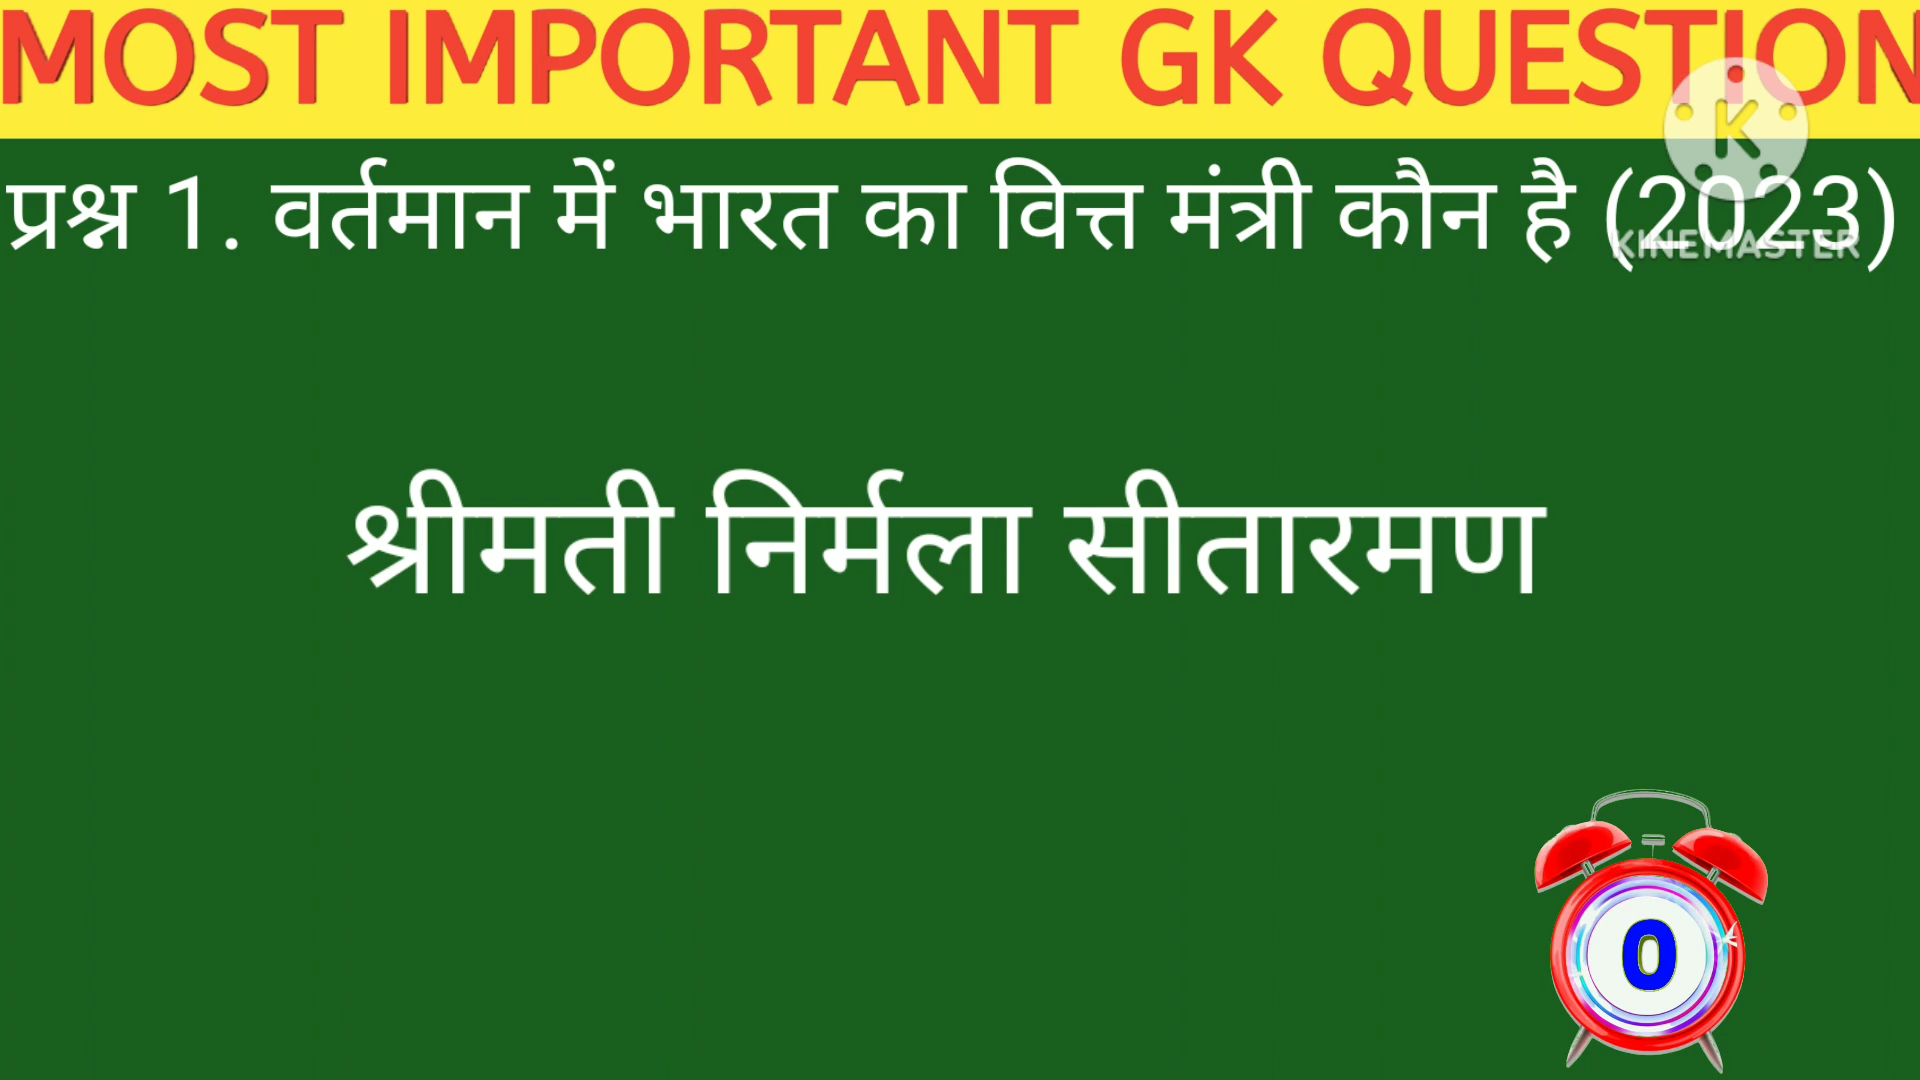 MOST IMPORTANT GK QUESTION
प्रश्न 1. वर्तमान में भारत का वित्त मंत्री कौन है (2023)
KINEMASTER
श्रीमती निर्मला सीतारमण
0